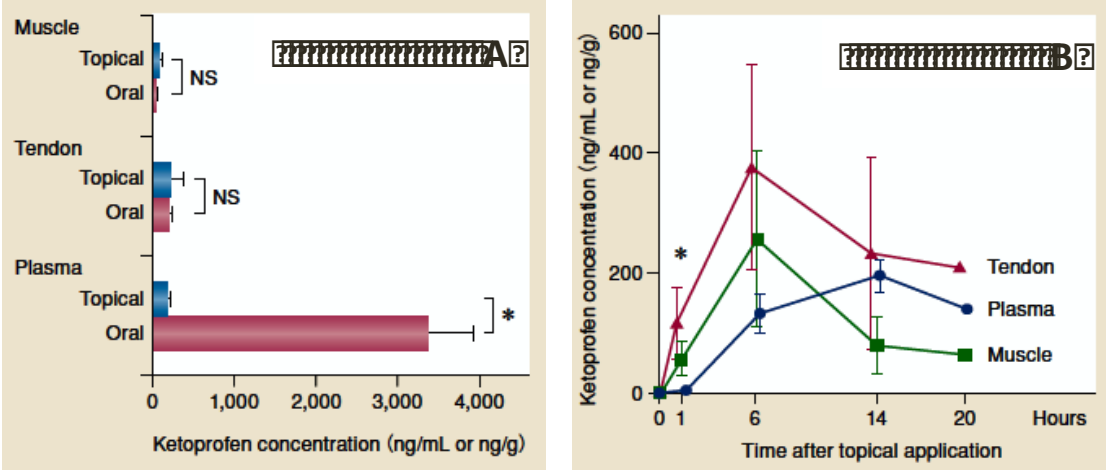 Muscle
Topical
Oral
NS
Tendon
Topical
Oral
NS
Plasma
Topical
Oral
*
0 1,000 2,000 3,000 4,000
Ketoprofen concentration (ng/mL or ng/g)
A
Ketoprofen concentration (ng/mL or ng/g)
600
400
200
0
B
*
Tendon
Plasma
Muscle
0 1 6 14 20 Hours
Time after topical application